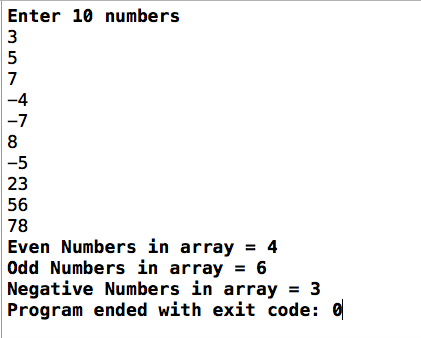 Enter 10 numbers
3
5
7
−4
−7
8
−5
23
56
78
Even Numbers in array = 4
Odd Numbers in array = 6
Negative Numbers in array = 3
Program ended with exit code: 0